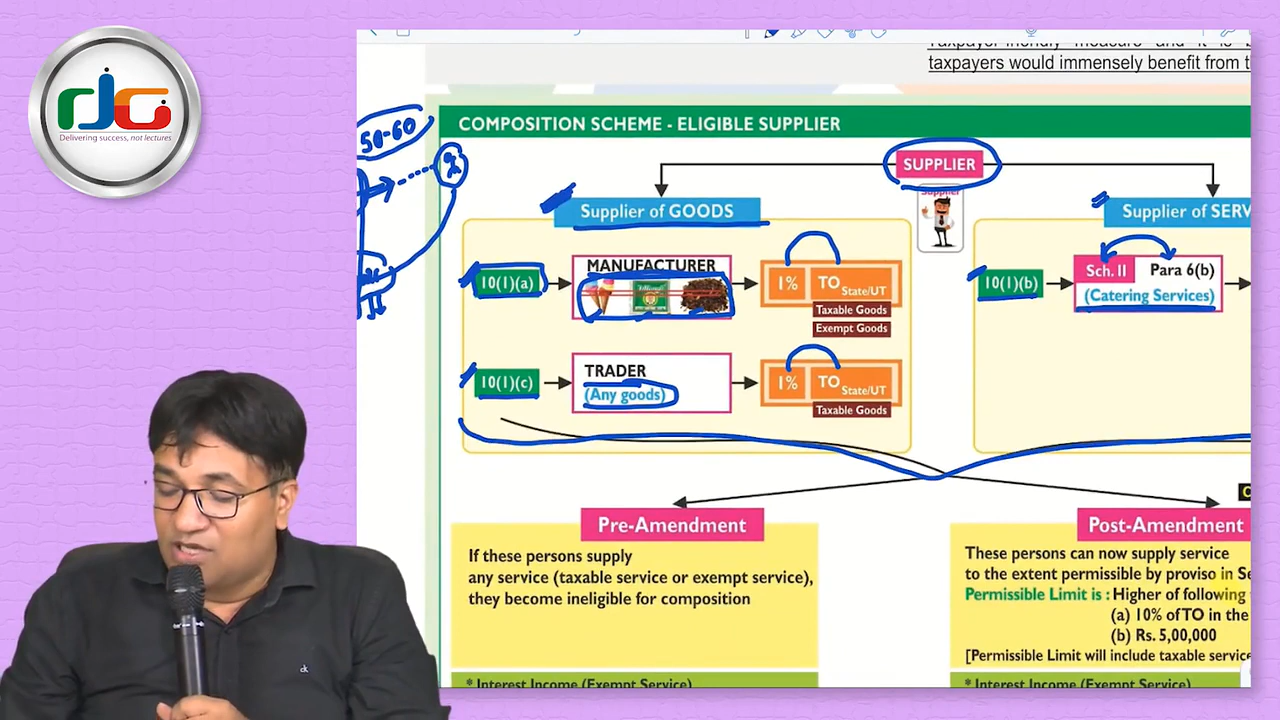 Delivering success, not lectures
taxpayers would immensely benefit from t
50-60
COMPOSITION SCHEME - ELIGIBLE SUPPLIER
SUPPLIER
Supplier of GOODS
Supplier of SERV
10(1)(a)
MANUFACTURER
1%
TO State/UT
Taxable Goods
Exempt Goods
10(1)(b)
Sch. II
Para 6(b)
(Catering Services)
10(1)(c)
TRADER
(Any goods)
1%
TO State/UT
Taxable Goods
Pre-Amendment
If these persons supply
any service (taxable service or exempt service),
they become ineligible for composition
Post-Amendment
These persons can now supply service
to the extent permissible by proviso in Se
Permissible Limit is : Higher of following
(a) 10% of TO in the
(b) Rs. 5,00,000
[Permissible Limit will include taxable service
* Interest Income (Exempt Service)
* Interest Income (Exempt Service)
ck